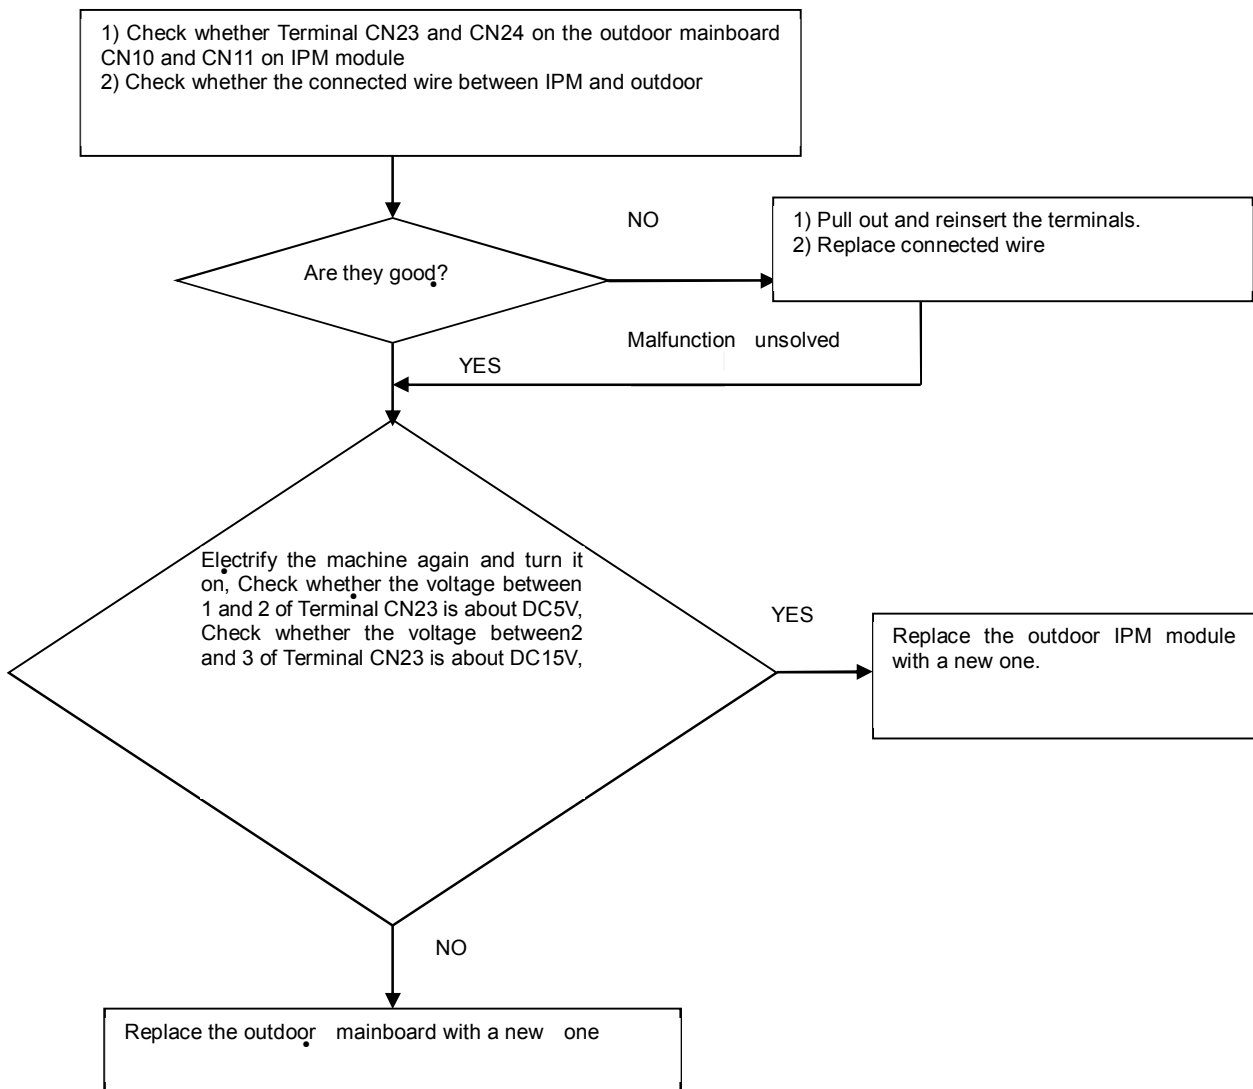 1) Check whether Terminal CN23 and CN24 on the outdoor mainboard
CN10 and CN11 on IPM module
2) Check whether the connected wire between IPM and outdoor
NO
1) Pull out and reinsert the terminals.
2) Replace connected wire
Are they good?
Malfunction unsolved
YES
Electrify the machine again and turn it
on, Check whether the voltage between
1 and 2 of Terminal CN23 is about DC5V,
Check whether the voltage between2
and 3 of Terminal CN23 is about DC15V,
YES
Replace the outdoor IPM module
with a new one.
NO
Replace the outdoor mainboard with a new one